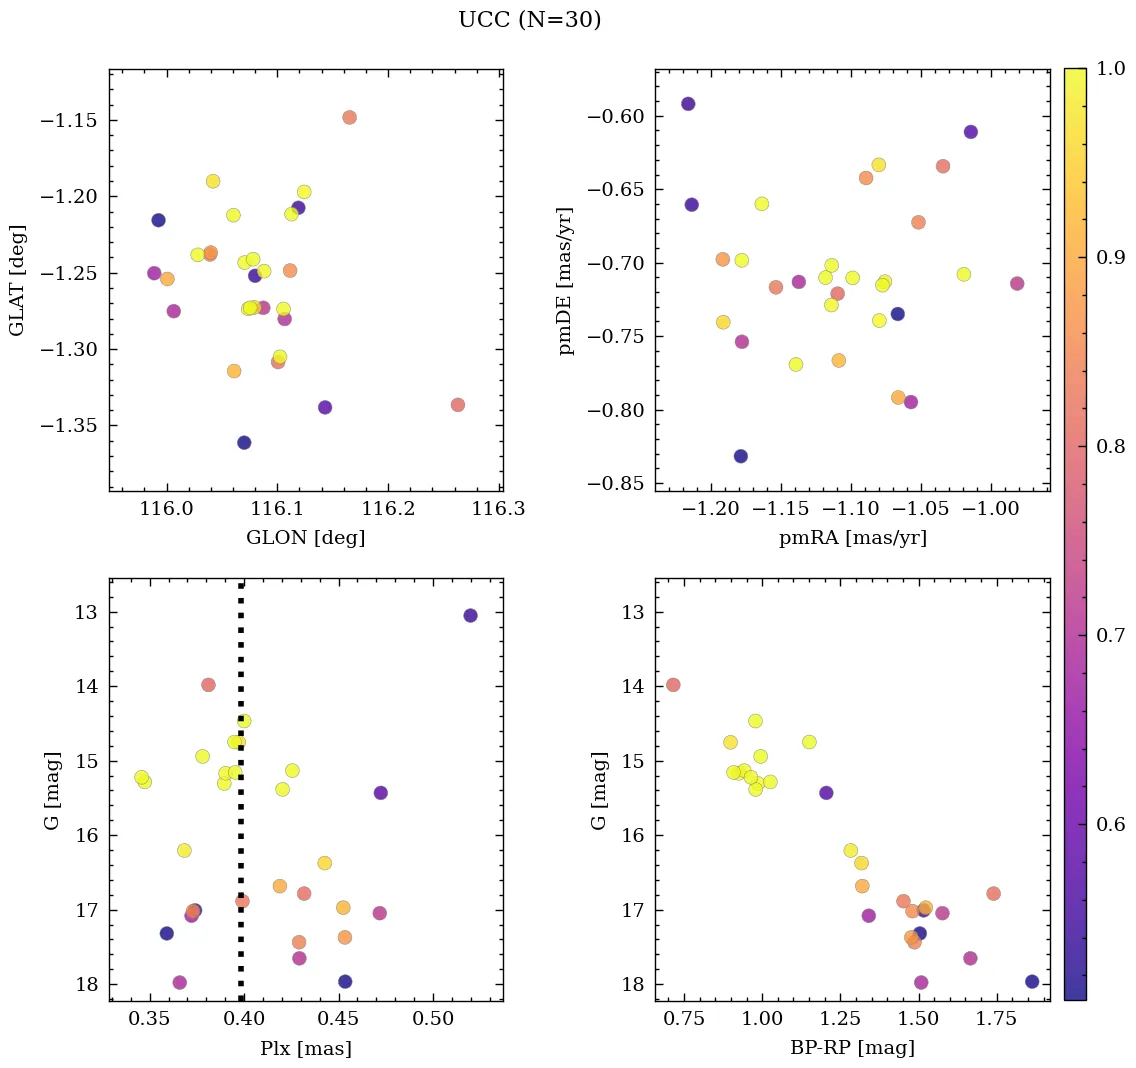 UCC (N=30)
−1.15
−1.20
−1.25
−1.30
−1.35
GLAT [deg]
116.0 116.1 116.2 116.3
GLON [deg]
−0.60
−0.65
−0.70
−0.75
−0.80
−0.85
pmDE [mas/yr]
−1.20 −1.15 −1.10 −1.05 −1.00
pmRA [mas/yr]
13
14
15
16
17
18
G [mag]
0.35 0.40 0.45 0.50
Plx [mas]
13
14
15
16
17
18
G [mag]
0.75 1.00 1.25 1.50 1.75
BP-RP [mag]
1.0
0.9
0.8
0.7
0.6